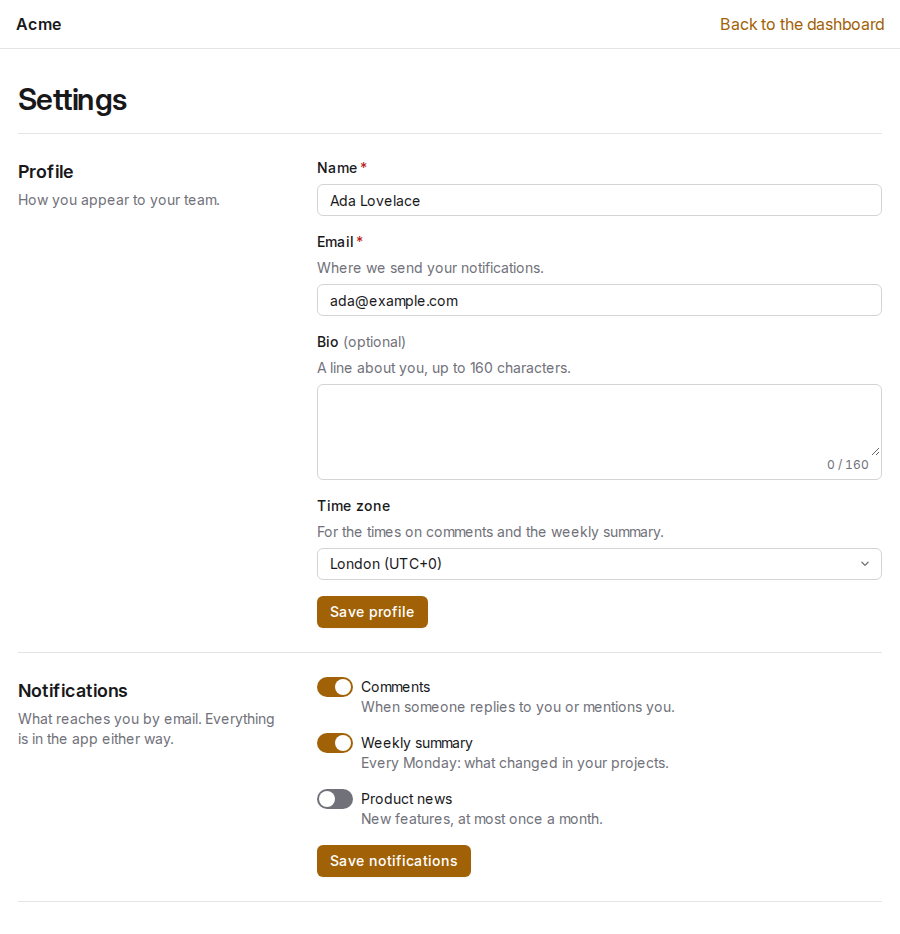 Acme
Back to the dashboard
Settings
Profile
How you appear to your team.
Name *
Ada Lovelace
Email *
Where we send your notifications.
ada@example.com
Bio (optional)
A line about you, up to 160 characters.
0 / 160
Time zone
For the times on comments and the weekly summary.
London (UTC+0)
Save profile
Notifications
What reaches you by email. Everything
is in the app either way.
Comments
When someone replies to you or mentions you.
Weekly summary
Every Monday: what changed in your projects.
Product news
New features, at most once a month.
Save notifications